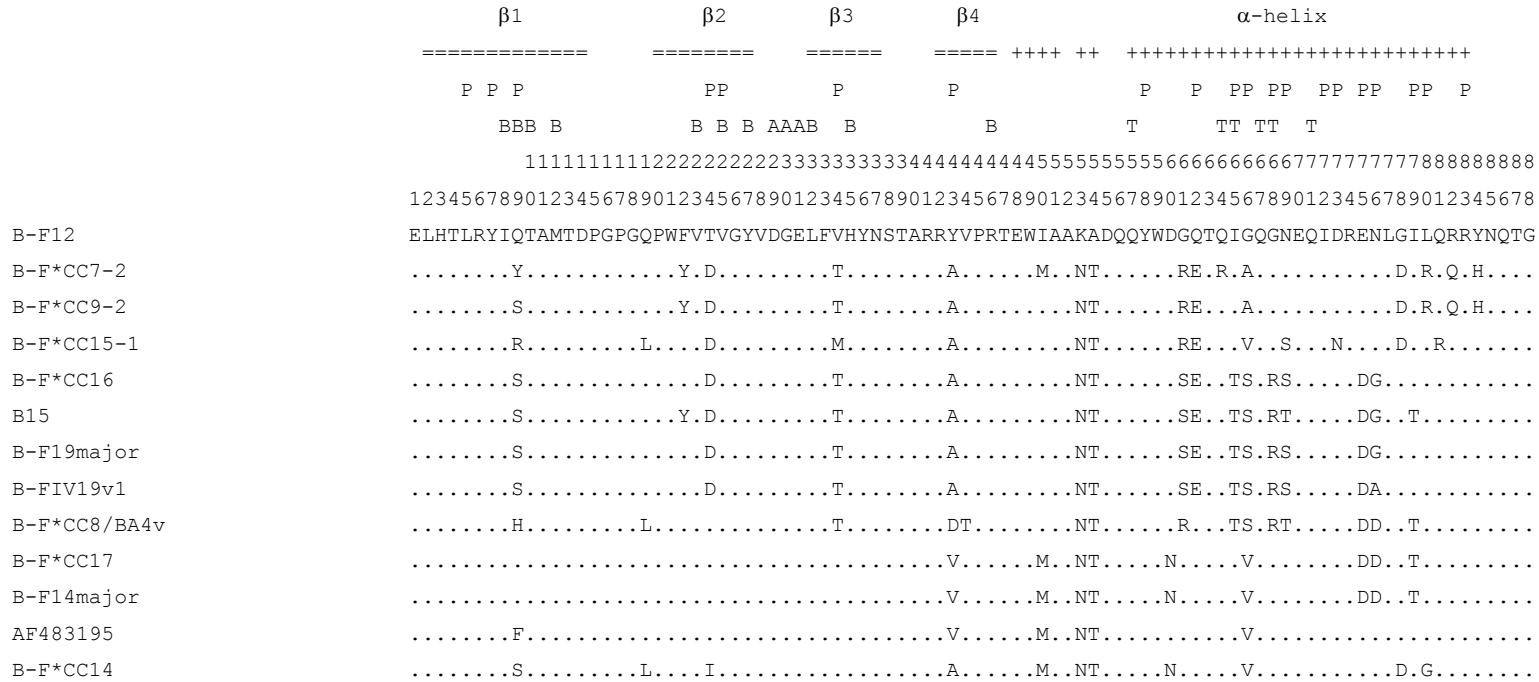 β1 β2 β3 β4 α-helix
============= ======== ====== ===== ++++ ++ +++++++++++++++++++++++++++
P P P PP P P P P PP PP PP PP PP P
BBB B B B B AAAB B B T TT TT T
1111111111222222222233333333334444444444555555555566666666667777777777888888888
1234567890123456789012345678901234567890123456789012345678901234567890123456789012345678
B-F12 ELHTLRYIQTAMTDPGPGQPWFVTVGYVDGELFVHYNSTARRYVPRTEWIAAKADQQYWDGQTQIGQGNEQIDRENLGILQRRYNQTG
B-F*CC7-2 ........Y............Y.D.........T........A......M..NT......RE.R.A...........D.R.Q.H....
B-F*CC9-2 ........S............Y.D.........T........A.........NT......RE...A...........D.R.Q.H....
B-F*CC15-1 ........R.........L....D.........M........A.........NT......RE...V..S...N....D..R.......
B-F*CC16 ........S..............D.........T........A.........NT......SE..TS.RS.....DG............
B15 ........S............Y.D.........T........A.........NT......SE..TS.RT.....DG..T.........
B-F19major ........S..............D.........T........A.........NT......SE..TS.RS.....DG............
B-FIV19v1 ........S..............D.........T........A.........NT......SE..TS.RS.....DA............
B-F*CC8/BA4v ........H.........L..............T........DT........NT......R...TS.RT.....DD..T.........
B-F*CC17 ..........................................V......M..NT.....N.....V........DD..T.........
B-F14major ..........................................V......M..NT.....N.....V........DD..T.........
AF483195 ........F.................................V......M..NT...........V......................
B-F*CC14 ........S.........L....I..................A......M..NT.....N.....V...........D.G........